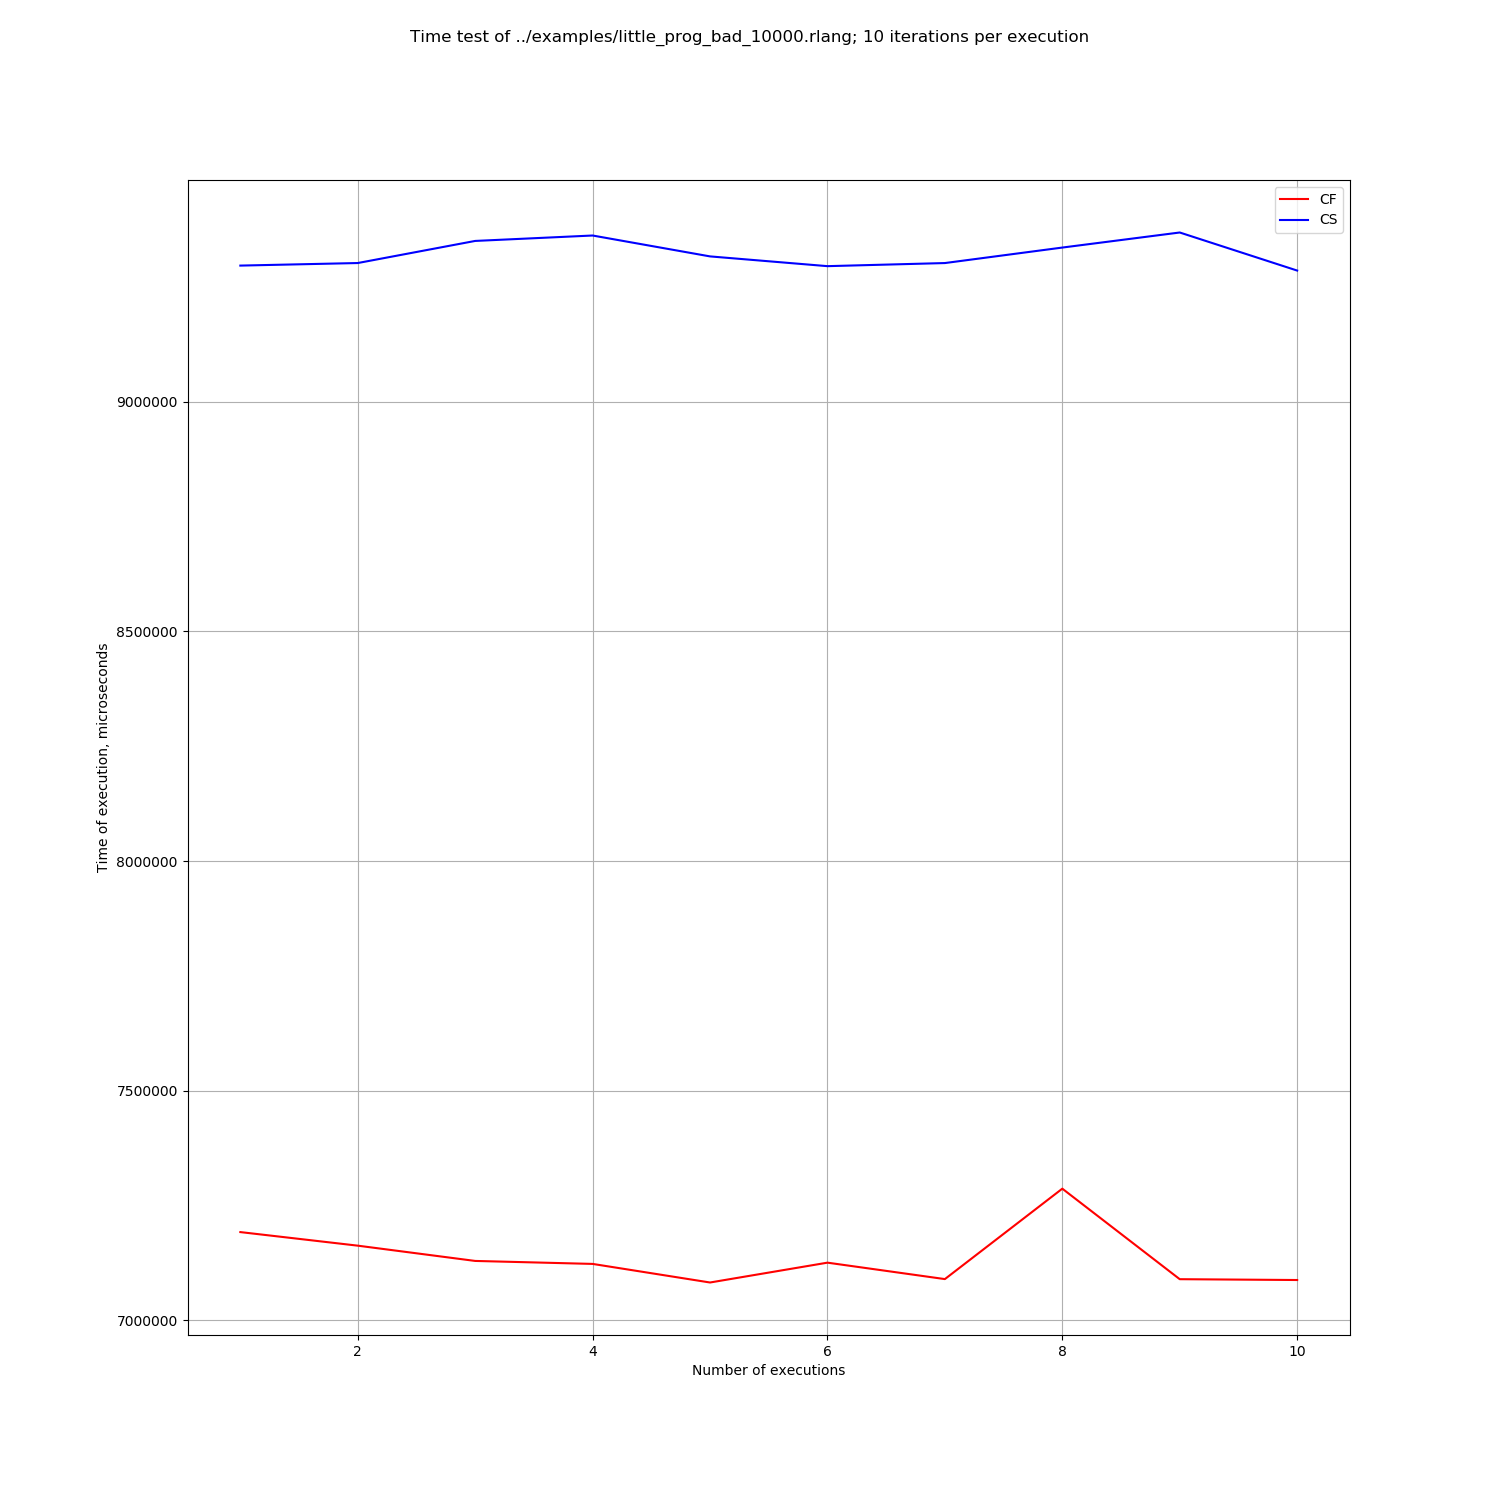 Time test of ../examples/little_prog_bad_10000.rlang; 10 iterations per execution
CF
CS
9000000
8500000
8000000
7500000
7000000
Time of execution, microseconds
2 4 6 8 10
Number of executions